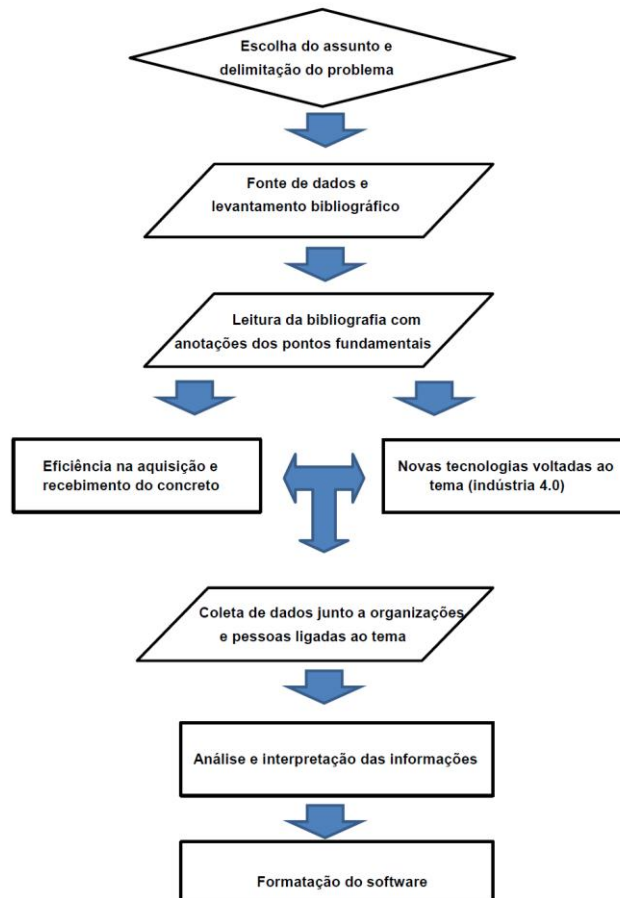 Escolha do assunto e
delimitação do problema
Fonte de dados e
levantamento bibliográfico
Leitura da bibliografia com
anotações dos pontos fundamentais
Eficiência na aquisição e
recebimento do concreto
Novas tecnologias voltadas ao
tema (indústria 4.0)
Coleta de dados junto a organizações
e pessoas ligadas ao tema
Análise e interpretação das informações
Formatação do software